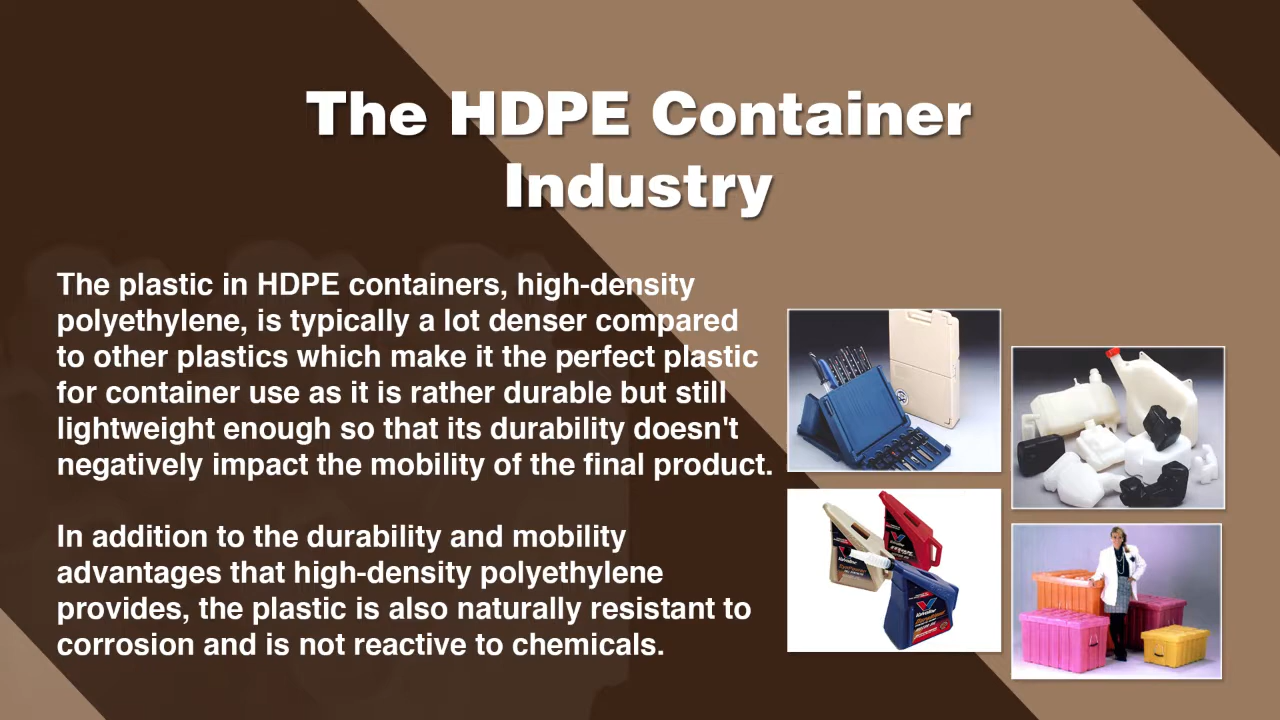 The HDPE Container
Industry
The plastic in HDPE containers, high-density
polyethylene, is typically a lot denser compared
to other plastics which make it the perfect plastic
for container use as it is rather durable but still
lightweight enough so that its durability doesn't
negatively impact the mobility of the final product.
In addition to the durability and mobility
advantages that high-density polyethylene
provides, the plastic is also naturally resistant to
corrosion and is not reactive to chemicals.
Valvoline